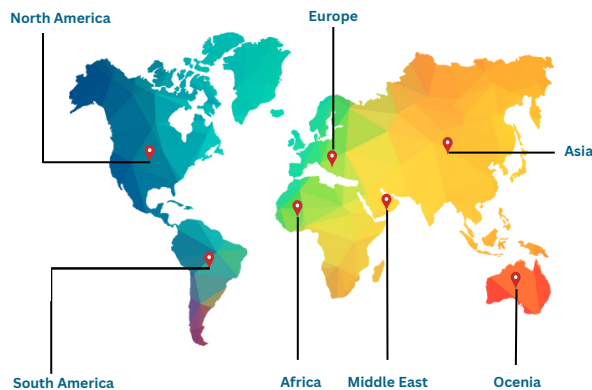 North America
Europe
Asia
South America
Africa
Middle East
Ocenia